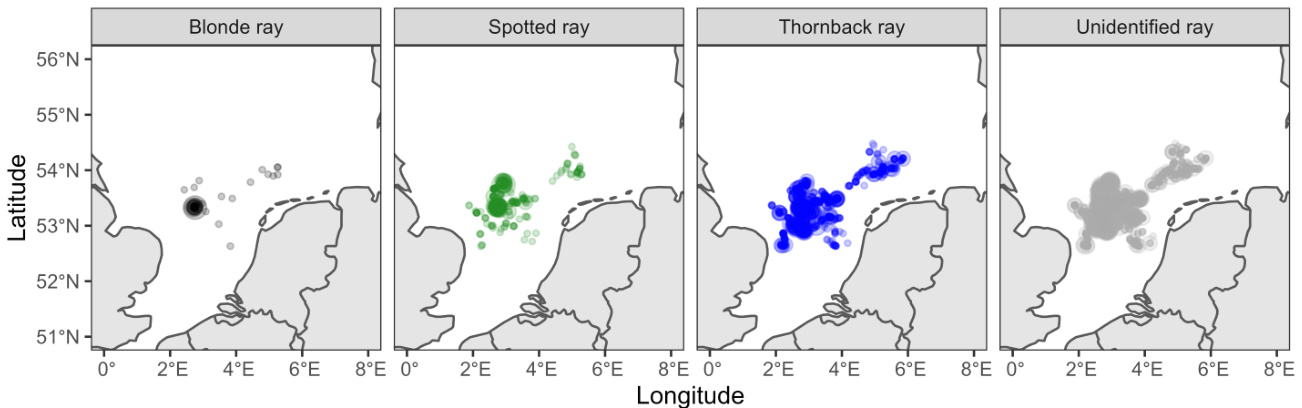 Blonde ray Spotted ray Thornback ray Unidentified ray
56°N
55°N
54°N
53°N
52°N
51°N
Latitude
0° 2°E 4°E 6°E 8°E 0° 2°E 4°E 6°E 8°E 0° 2°E 4°E 6°E 8°E 0° 2°E 4°E 6°E 8°E
Longitude